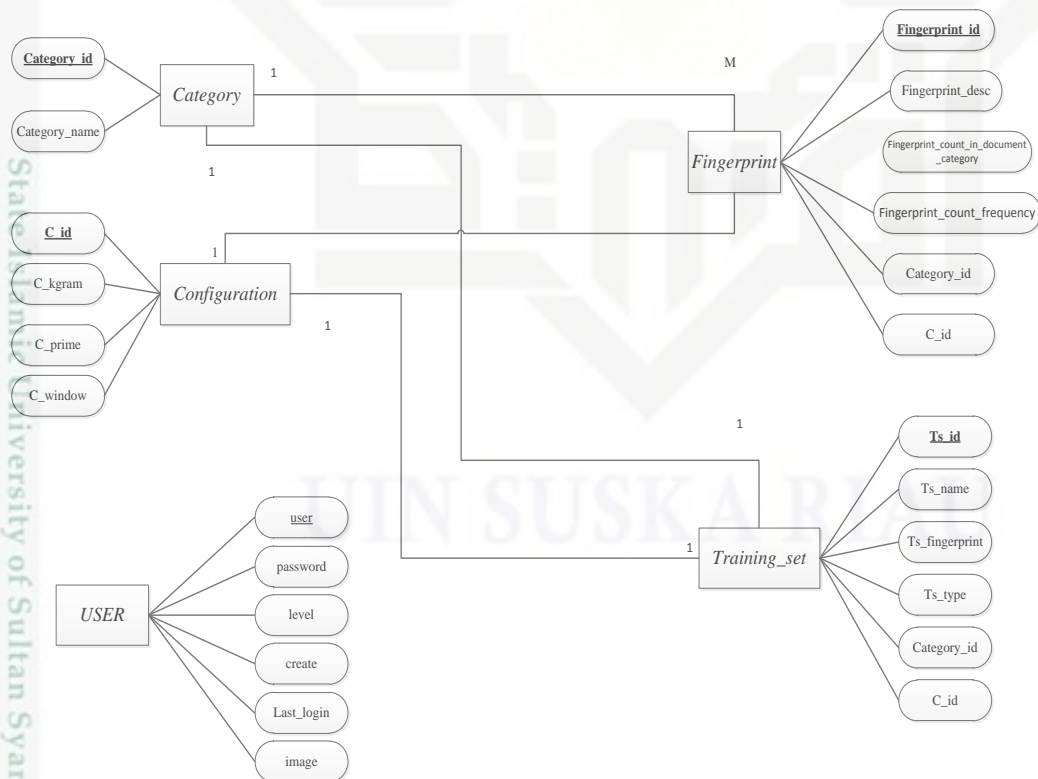 Category_id
Category_name
Category
1
1
M
Fingerprint_id
Fingerprint_desc
Fingerprint_count_in_document
_category
Fingerprint_count_frequency
Category_id
C_id
Fingerprint
C_id
C_kgram
C_prime
C_window
1
Configuration
1
1
Ts_id
Ts_name
Ts_fingerprint
Ts_type
Category_id
C_id
1
Training_set
USER
user
password
level
create
Last_login
image
UIN SUSKA RIAU
State Islamic University of Sultan Syar